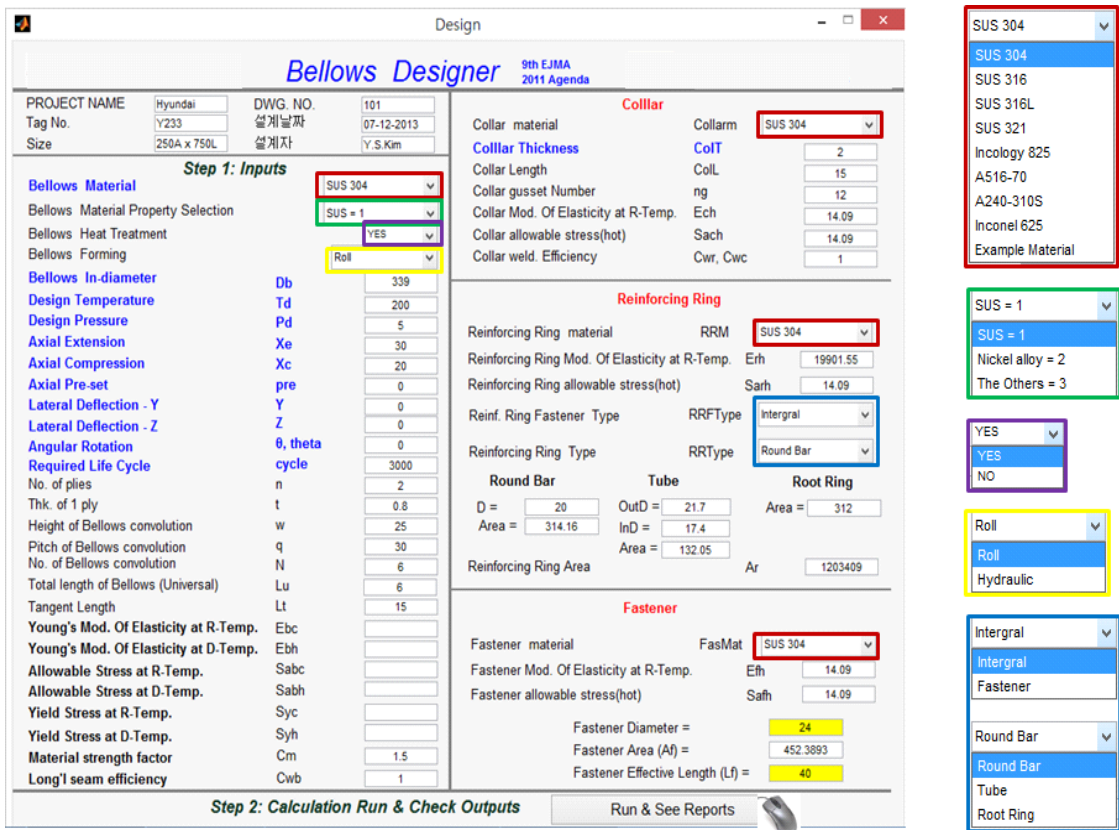 Design
Bellows Designer 9th EJMA 2011 Agenda
PROJECT NAME Hyundai DWG. NO. 101
Tag No. Y233 설계날짜 07-12-2013
Size 250A x 750L 설계자 Y.S.Kim
Step 1: Inputs
Bellows Material SUS 304
Bellows Material Property Selection SUS = 1
Bellows Heat Treatment YES
Bellows Forming Roll
Bellows In-diameter Db 339
Design Temperature Td 200
Design Pressure Pd 5
Axial Extension Xe 30
Axial Compression Xc 20
Axial Pre-set pre 0
Lateral Deflection - Y Y 0
Lateral Deflection - Z Z 0
Angular Rotation θ, theta 0
Required Life Cycle cycle 3000
No. of plies n 2
Thk. of 1 ply t 0.8
Height of Bellows convolution w 25
Pitch of Bellows convolution q 30
No. of Bellows convolution N 6
Total length of Bellows (Universal) Lu 6
Tangent Length Lt 15
Young's Mod. Of Elasticity at R-Temp. Ebc
Young's Mod. Of Elasticity at D-Temp. Ebh
Allowable Stress at R-Temp. Sabc
Allowable Stress at D-Temp. Sabh
Yield Stress at R-Temp. Syc
Yield Stress at D-Temp. Syh
Material strength factor Cm 1.5
Long'l seam efficiency Cwb 1
Colllar
Collar material Collarm SUS 304
Colllar Thickness ColT 2
Collar Length ColL 15
Collar gusset Number ng 12
Collar Mod. Of Elasticity at R-Temp. Ech 14.09
Collar allowable stress(hot) Sach 14.09
Collar weld. Efficiency Cwr, Cwc 1
Reinforcing Ring
Reinforcing Ring material RRM SUS 304
Reinforcing Ring Mod. Of Elasticity at R-Temp. Erh 19901.55
Reinforcing Ring allowable stress(hot) Sarh 14.09
Reinf. Ring Fastener Type RRFType Intergral
Reinforcing Ring Type RRType Round Bar
Round Bar Tube Root Ring
D = 20 OutD = 21.7 Area = 312
Area = 314.16 InD = 17.4
Area = 132.05
Reinforcing Ring Area Ar 1203409
Fastener
Fastener material FasMat SUS 304
Fastener Mod. Of Elasticity at R-Temp. Efh 14.09
Fastener allowable stress(hot) Safh 14.09
Fastener Diameter = 24
Fastener Area (Af) = 452.3893
Fastener Effective Length (Lf) = 40
Step 2: Calculation Run & Check Outputs Run & See Reports
SUS 304
SUS 304
SUS 316
SUS 316L
SUS 321
Incology 825
A516-70
A240-310S
Inconel 625
Example Material
SUS = 1
SUS = 1
Nickel alloy = 2
The Others = 3
YES
YES
NO
Roll
Roll
Hydraulic
Intergral
Intergral
Fastener
Round Bar
Round Bar
Tube
Root Ring